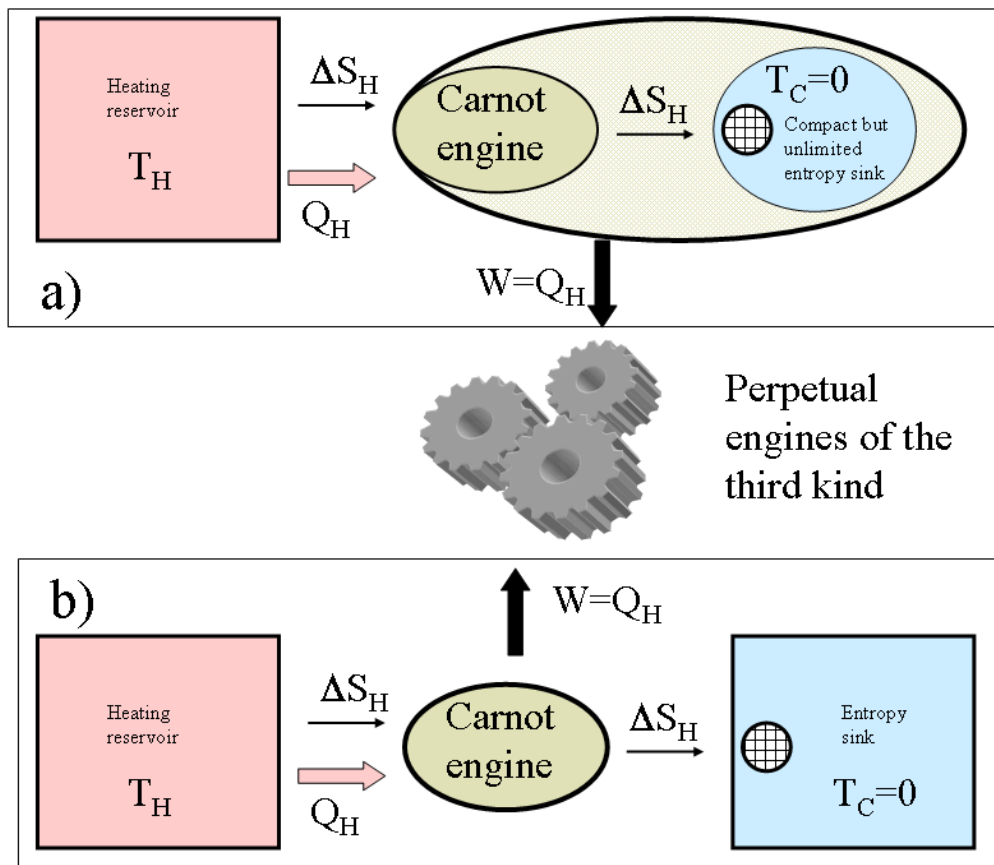 Heating
reservoir
T_H
ΔS_H
Q_H
Carnot
engine
ΔS_H
T_C=0
Compact but
unlimited
entropy sink
W=Q_H
a)
Perpetual
engines of the
third kind
b)
W=Q_H
Heating
reservoir
T_H
ΔS_H
Q_H
Carnot
engine
ΔS_H
Entropy
sink
T_C=0